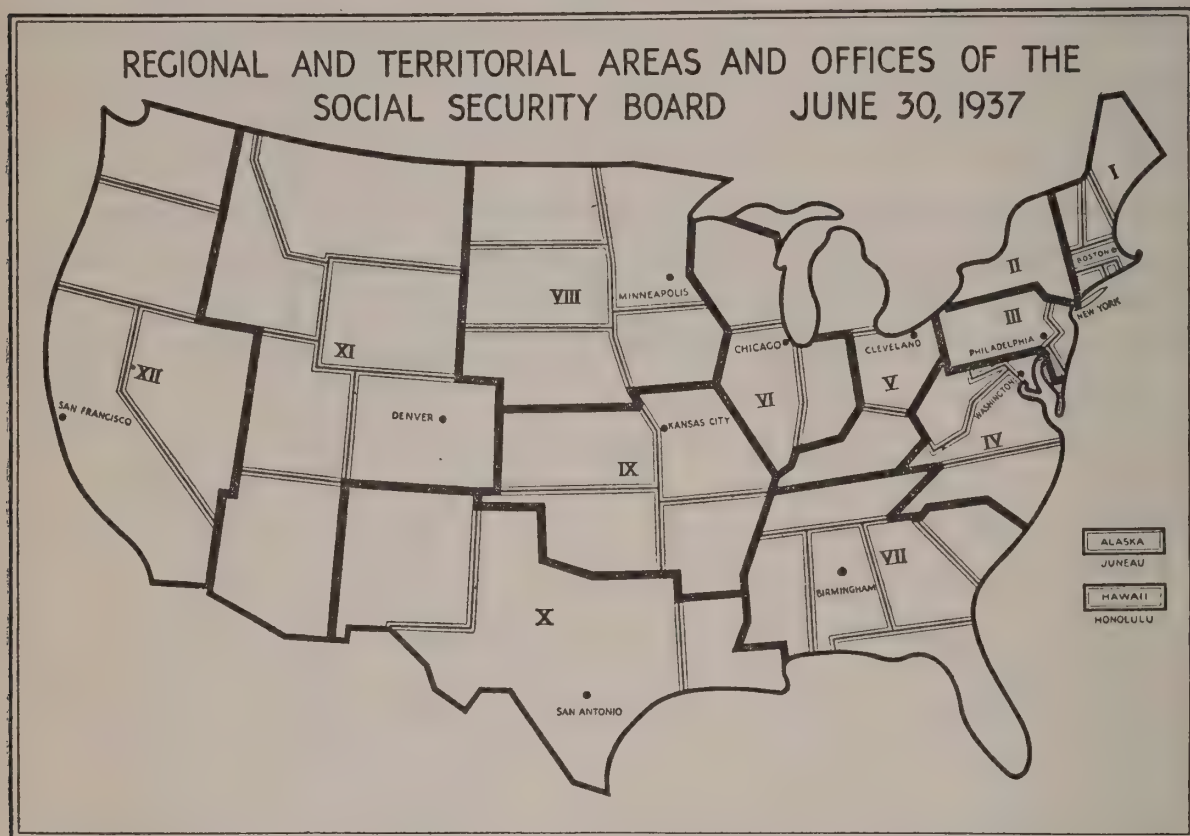 REGIONAL AND TERRITORIAL AREAS AND OFFICES OF THE
SOCIAL SECURITY BOARD JUNE 30, 1937
I
BOSTON
II
NEW YORK
III
PHILADELPHIA
WASHINGTON
IV
V
CLEVELAND
CHICAGO
VI
VII
BIRMINGHAM
VIII
MINNEAPOLIS
KANSAS CITY
IX
X
SAN ANTONIO
XI
DENVER
XII
SAN FRANCISCO
ALASKA
JUNEAU
HAWAII
HONOLULU